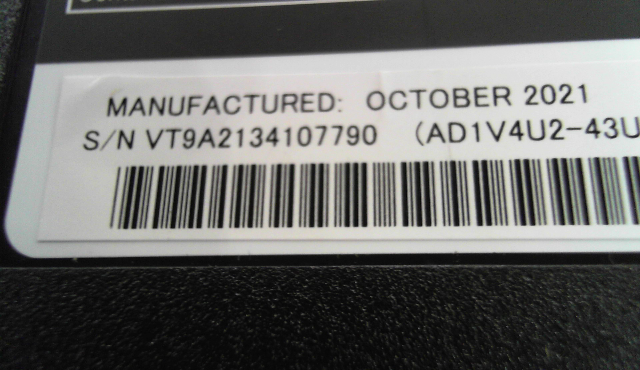 MANUFACTURED: OCTOBER 2021
S/N VT9A2134107790 (AD1V4U2-43U